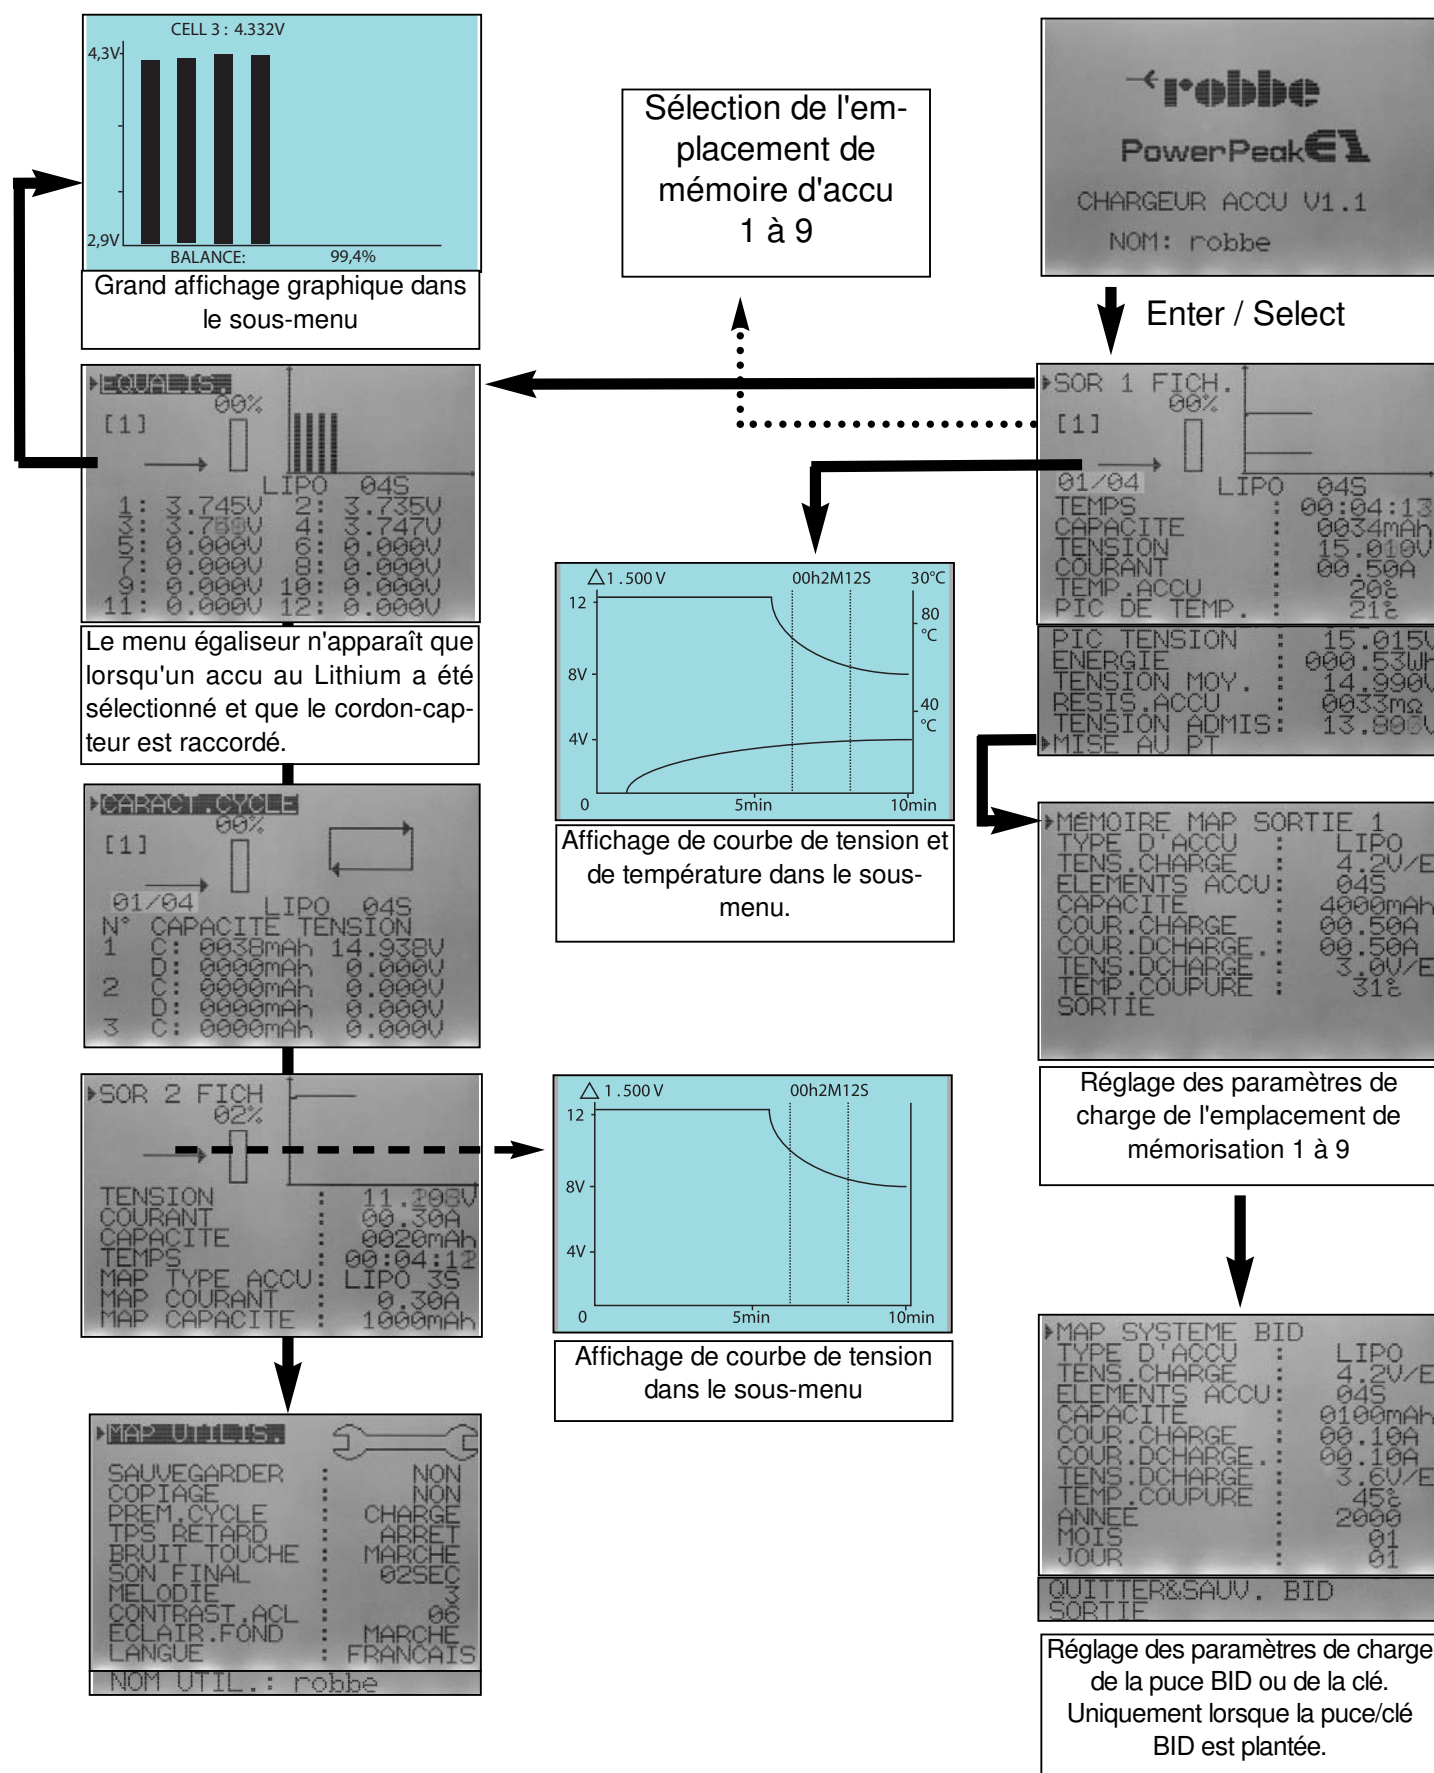 CELL 3 : 4.332V
4,3V
2,9V
BALANCE: 99,4%
Grand affichage graphique dans
le sous-menu
Sélection de l'em-
placement de
mémoire d'accu
1 à 9
robbe
PowerPeak E1
CHARGEUR ACCU V1.1
NOM: robbe
Enter / Select
EQUALIS.
00%
[1]
LIPO 04S
1: 3.745V 2: 3.735V
3: 4: 3.747V
5: 0.000V 6: 0.000V
7: 0.000V 8: 0.000V
9: 0.000V 10: 0.000V
11: 0.000V 12: 0.000V
Le menu égaliseur n'apparaît que
lorsqu'un accu au Lithium a été
sélectionné et que le cordon-cap-
teur est raccordé.
SOR 1 FICH.
00%
[1]
01/04 LIPO 04S
TEMPS : 00:04:13
CAPACITE : 0034mAh
TENSION : 15.010V
COURANT : 00.50A
TEMP.ACCU : 20°C
PIC DE TEMP. : 21°C
PIC TENSION : 15.015V
ENERGIE : 000.53Wh
TENSION MOY. : 14.990V
RESIS.ACCU : 0033mΩ
TENSION ADMIS:
MISE AU PT
△1.500 V 00h2M12S 30°C
12
8V
4V
0
5min
10min
80
°C
40
°C
Affichage de courbe de tension et
de température dans le sous-
menu.
CARACT.CYCLE
00%
[1]
01/04 LIPO 04S
N° CAPACITE TENSION
1 C: 0038mAh 14.938V
D: 0000mAh 0.000V
2 C: 0000mAh 0.000V
D: 0000mAh 0.000V
3 C: 0000mAh 0.000V
MEMOIRE MAP SORTIE 1
TYPE D'ACCU : LIPO
TENS.CHARGE : 4.2V/E
ELEMENTS ACCU: 04S
CAPACITE : 4000mAh
COUR.CHARGE : 00.50A
COUR.DCHARGE.: 00.50A
TENS.DCHARGE : 3.0V/E
TEMP.COUPURE : 31°C
SORTIE
Réglage des paramètres de
charge de l'emplacement de
mémorisation 1 à 9
SOR 2 FICH
02%
TENSION : 11.208V
COURANT : 00.30A
CAPACITE : 0020mAh
TEMPS : 00:04:12
MAP TYPE ACCU: LIPO 3S
MAP COURANT : 0.30A
MAP CAPACITE : 1000mAh
△ 1.500 V 00h2M12S
12
8V
4V
0
5min
10min
Affichage de courbe de tension
dans le sous-menu
MAP UTILIS.
SAUVEGARDER : NON
COPIAGE : NON
PREM.CYCLE : CHARGE
TPS RETARD : ARRET
BRUIT TOUCHE : MARCHE
SON FINAL : 02SEC
MELODIE : 3
CONTRAST.ACL : 06
ECLAIR.FOND : MARCHE
LANGUE : FRANCAIS
NOM UTIL.: robbe
MAP SYSTEME BID
TYPE D'ACCU : LIPO
TENS.CHARGE : 4.2V/E
ELEMENTS ACCU: 04S
CAPACITE : 0100mAh
COUR.CHARGE : 00.10A
COUR.DCHARGE.: 00.10A
TENS.DCHARGE : 3.6V/E
TEMP.COUPURE : 45°C
ANNEE : 2000
MOIS : 01
JOUR : 01
QUITTER&SAUV. BID
SORTIE
Réglage des paramètres de charge
de la puce BID ou de la clé.
Uniquement lorsque la puce/clé
BID est plantée.